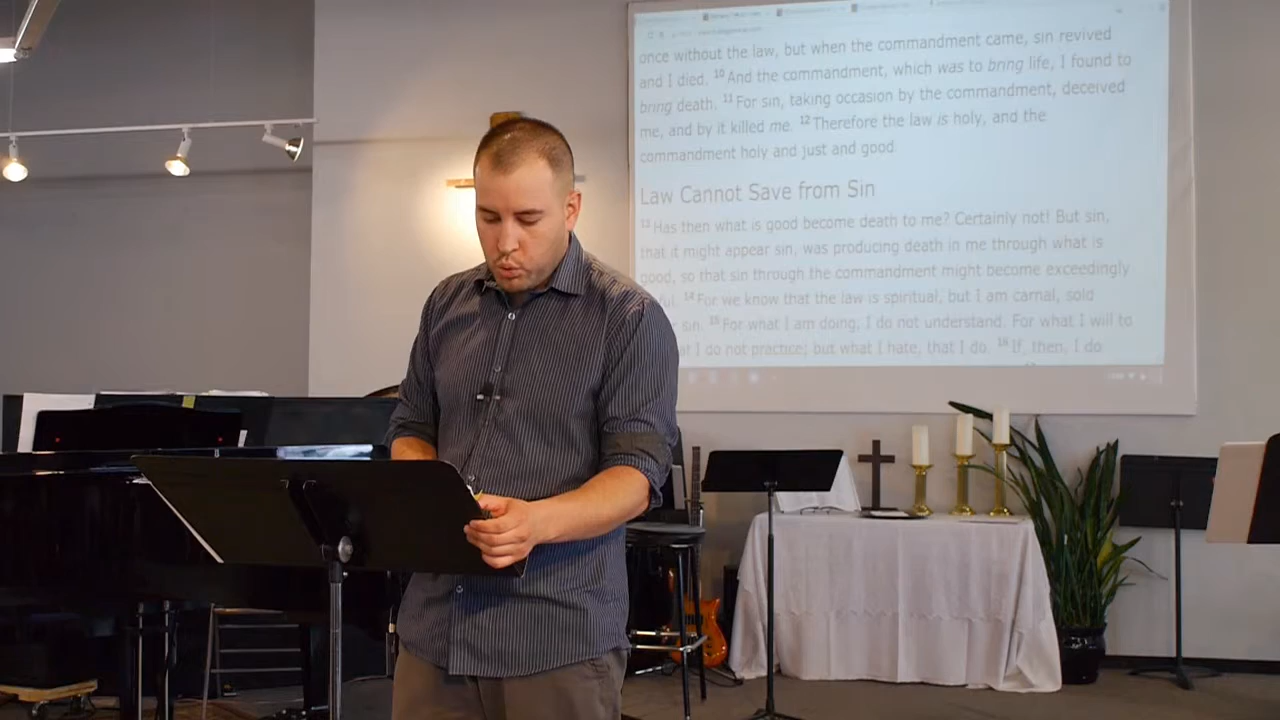 once without the law, but when the commandment came, sin revived
and I died. 10 And the commandment, which was to bring life, I found to
bring death. 11 For sin, taking occasion by the commandment, deceived
me, and by it killed me. 12 Therefore the law is holy, and the
commandment holy and just and good
Law Cannot Save from Sin
13 Has then what is good become death to me? Certainly not! But sin,
that it might appear sin, was producing death in me through what is
good, so that sin through the commandment might become exceedingly
ful. 14 For we know that the law is spiritual, but I am carnal, sold
sin. 15 For what I am doing, I do not understand. For what I will to
at I do not practice; but what I hate, that I do. 16 If, then, I do